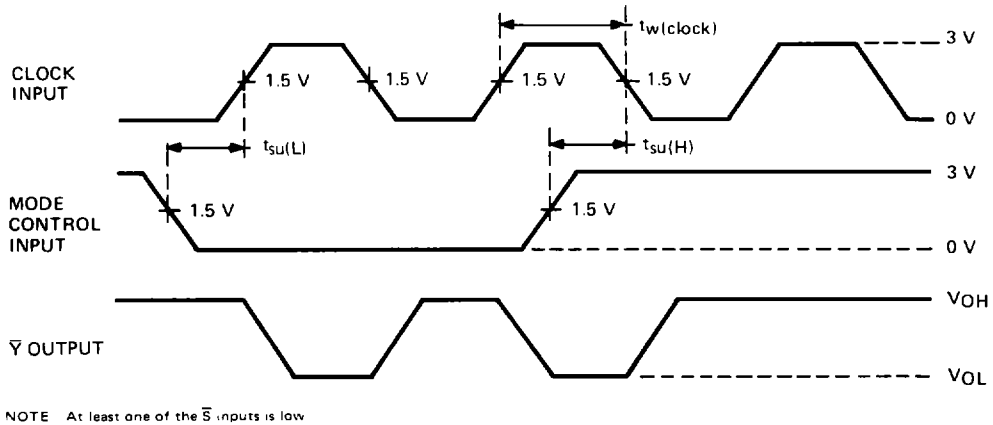 tw(clock)
3 V
CLOCK
INPUT
1.5 V
1.5 V
1.5 V
1.5 V
0 V
tsu(L)
tsu(H)
3 V
MODE
CONTROL
INPUT
1.5 V
1.5 V
0 V
VOH
Y̅ OUTPUT
VOL
NOTE At least one of the S̅ inputs is low